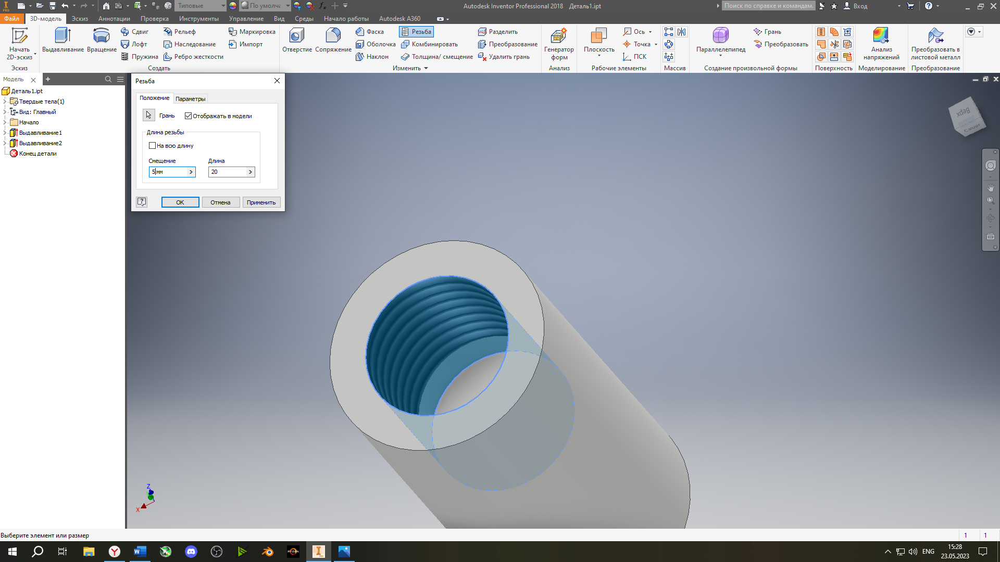 Типовые
По умолча
Autodesk Inventor Professional 2018 Деталь1.ipt
Поиск по справке и командам.
Вход
Файл 3D-модель Эскиз Аннотации Проверка Инструменты Управление Вид Среды Начало работы Autodesk A360
Начать
2D-эскиз
Эскиз
Выдавливание
Вращение
Сдвиг
Лофт
Пружина
Рельеф
Наследование
Ребро жесткости
Маркировка
Импорт
Создать
Отверстие
Сопряжение
Фаска
Оболочка
Наклон
Резьба
Комбинировать
Толщина/ смещение
Разделить
Преобразование
Удалить грань
Изменить
Генератор
форм
Анализ
Плоскость
Ось
Точка
ПСК
Рабочие элементы
Массив
Параллелепипед
Грань
Преобразовать
Создание произвольной формы
Поверхность
Анализ
напряжений
Моделирование
Преобразовать в
листовой металл
Преобразование
Модель
Деталь1.ipt
Твердые тела(1)
Вид: Главный
Начало
Выдавливание1
Выдавливание2
Конец детали
Резьба
Положение Параметры
Грань Отображать в модели
Длина резьбы
На всю длину
Смещение Длина
5мм 20
OK Отмена Применить
Верх
Z
X
Выберите элемент или размер
1 1
ENG
15:28
23.05.2023